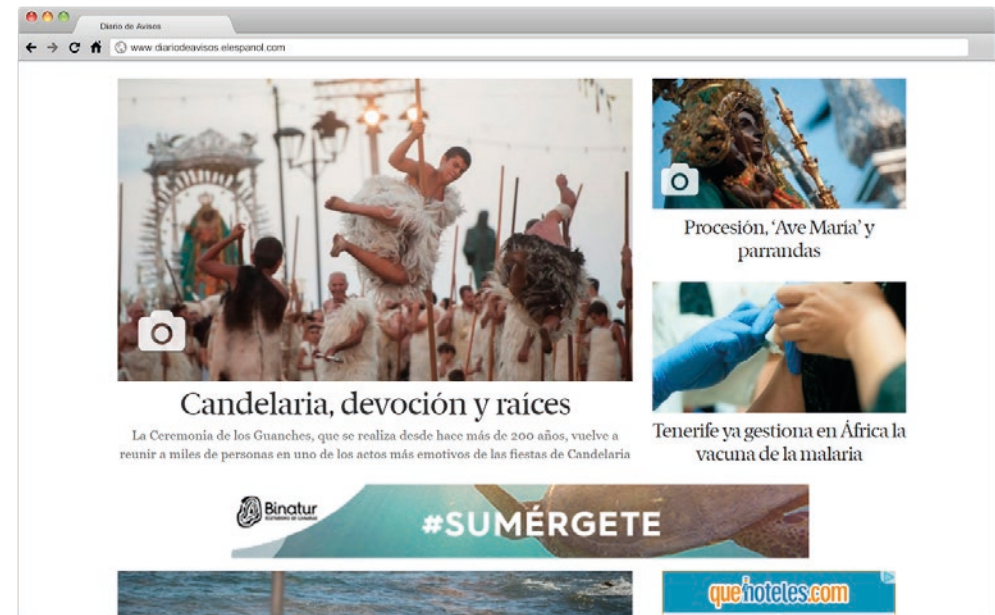 Diario de Avisos
www.diariodeavisos.elespanol.com
Candelaria, devoción y raíces
La Ceremonia de los Guanches, que se realiza desde hace más de 200 años, vuelve a
reunir a miles de personas en uno de los actos más emotivos de las fiestas de Candelaria
Procesión, ‘Ave María’ y
parrandas
Tenerife ya gestiona en África la
vacuna de la malaria
Binatur
#SUMÉRGETE
quehoteles.com